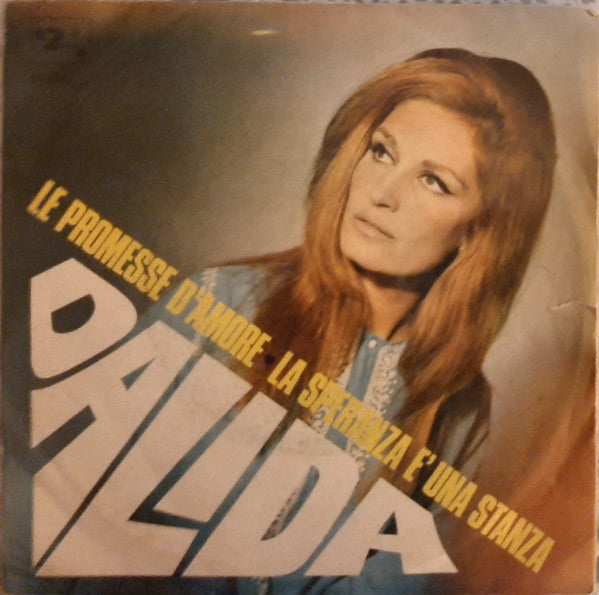 LE PROMESSE D'AMORE LA SPERANZA E' UNA STANZA
DALIDA